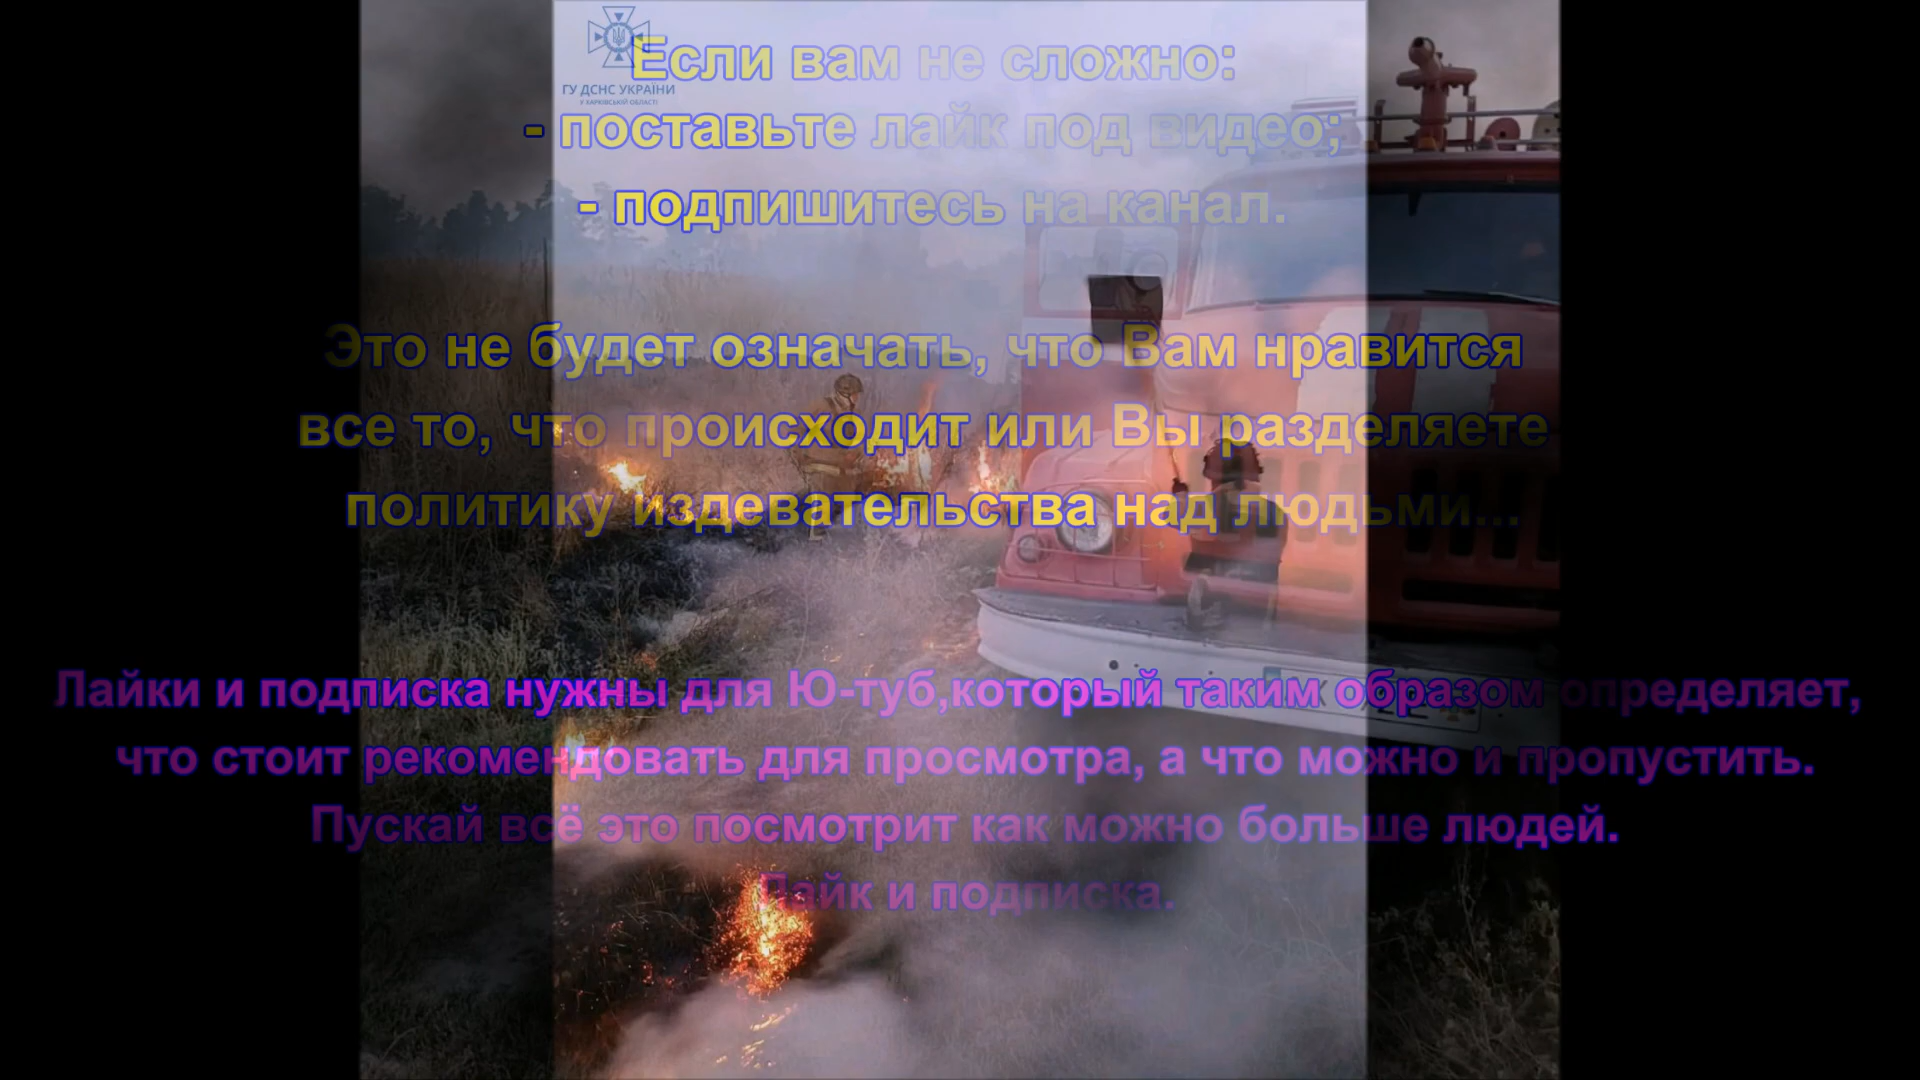 ГУ ДСНС УКРАЇНИ
У ХАРКІВСЬКІЙ ОБЛАСТІ
Если вам не сложно:
- поставьте лайк под видео;
- подпишитесь на канал.
Это не будет означать, что Вам нравится
все то, что происходит или Вы разделяете
политику издевательства над людьми...
Лайки и подписка нужны для Ю-туб,который таким образом определяет,
что стоит рекомендовать для просмотра, а что можно и пропустить.
Пускай всё это посмотрит как можно больше людей.
Лайк и подписка.